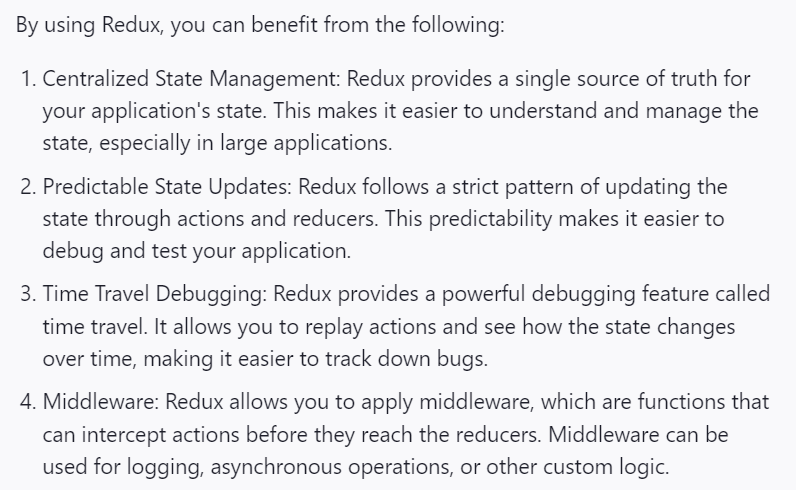 By using Redux, you can benefit from the following:
1. Centralized State Management: Redux provides a single source of truth for
your application's state. This makes it easier to understand and manage the
state, especially in large applications.
2. Predictable State Updates: Redux follows a strict pattern of updating the
state through actions and reducers. This predictability makes it easier to
debug and test your application.
3. Time Travel Debugging: Redux provides a powerful debugging feature called
time travel. It allows you to replay actions and see how the state changes
over time, making it easier to track down bugs.
4. Middleware: Redux allows you to apply middleware, which are functions that
can intercept actions before they reach the reducers. Middleware can be
used for logging, asynchronous operations, or other custom logic.